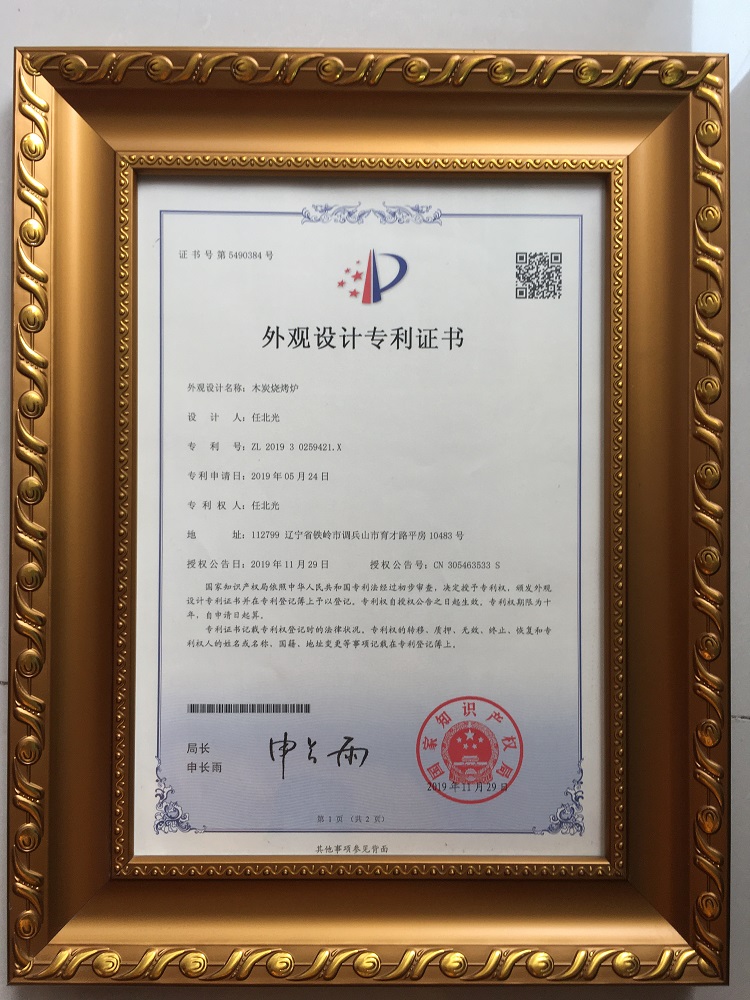 证书号第5490384号
外观设计专利证书
外观设计名称：木炭烧烤炉
设 计 人：任北光
专 利 号：ZL 2019 3 0259421.X
专利申请日：2019年05月24日
专 利 权 人：任北光
地 址：112799 辽宁省铁岭市调兵山市育才路平房10483号
授权公告日：2019年11月29日 授权公告号：CN 305463533 S
国家知识产权局依照中华人民共和国专利法经过初步审查，决定授予专利权，颁发外观
设计专利证书并在专利登记簿上予以登记。专利权自授权公告之日起生效。专利权期限为十
年，自申请日起算。
专利证书记载专利权登记时的法律状况。专利权的转移、质押、无效、终止、恢复和专
利权人的姓名或名称、国籍、地址变更等事项记载在专利登记簿上。
局长
申长雨
申长雨
国家知识产权局
2019年11月29日
第1页（共2页）
其他事项参见背面